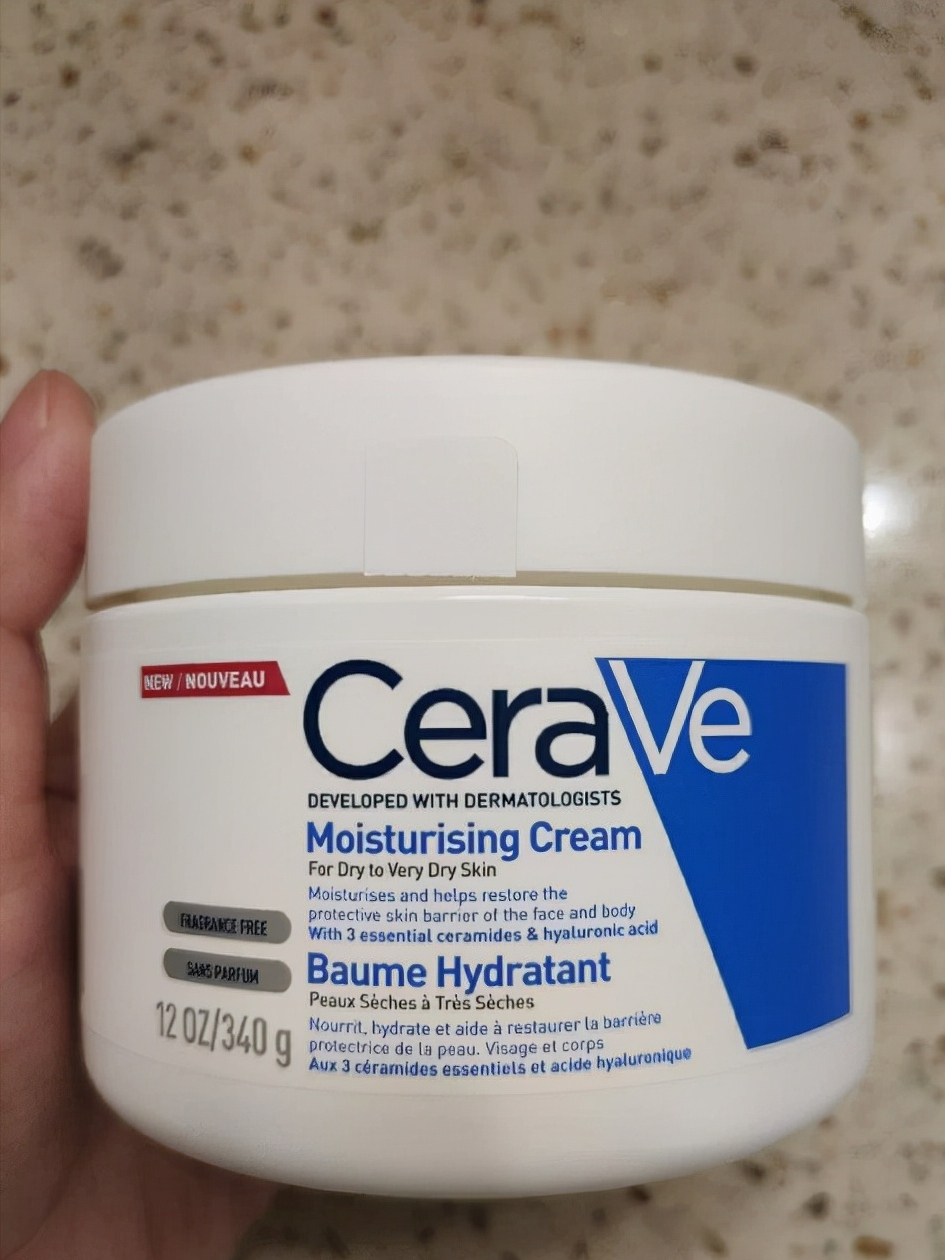 NEW / NOUVEAU
CeraVe
DEVELOPED WITH DERMATOLOGISTS
Moisturising Cream
For Dry to Very Dry Skin
Moisturises and helps restore the
protective skin barrier of the face and body
With 3 essential ceramides & hyaluronic acid
FRAGRANCE FREE
SANS PARFUM
Baume Hydratant
Peaux Sèches à Très Sèches
12 OZ/340 g
Nourrit, hydrate et aide à restaurer la barrière
protectrice de la peau. Visage et corps
Aux 3 céramides essentiels et acide hyaluronique